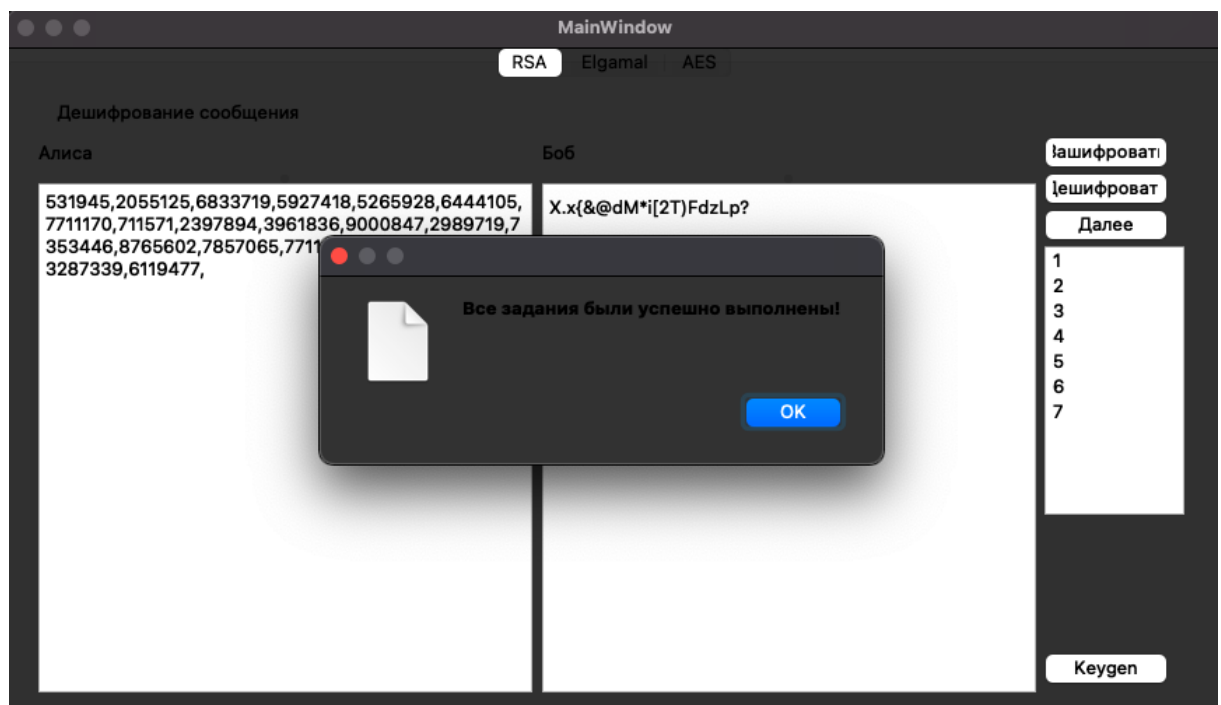 MainWindow
RSA Elgamal AES
Дешифрование сообщения
Алиса
531945,2055125,6833719,5927418,5265928,6444105,
7711170,711571,2397894,3961836,9000847,2989719,7
353446,8765602,7857065,7711
3287339,6119477,
Боб
X.x{&@dM*i[2T)FdzLp?
Зашифроваті
Дешифроват
Далее
1
2
3
4
5
6
7
Keygen
Все задания были успешно выполнены!
OK